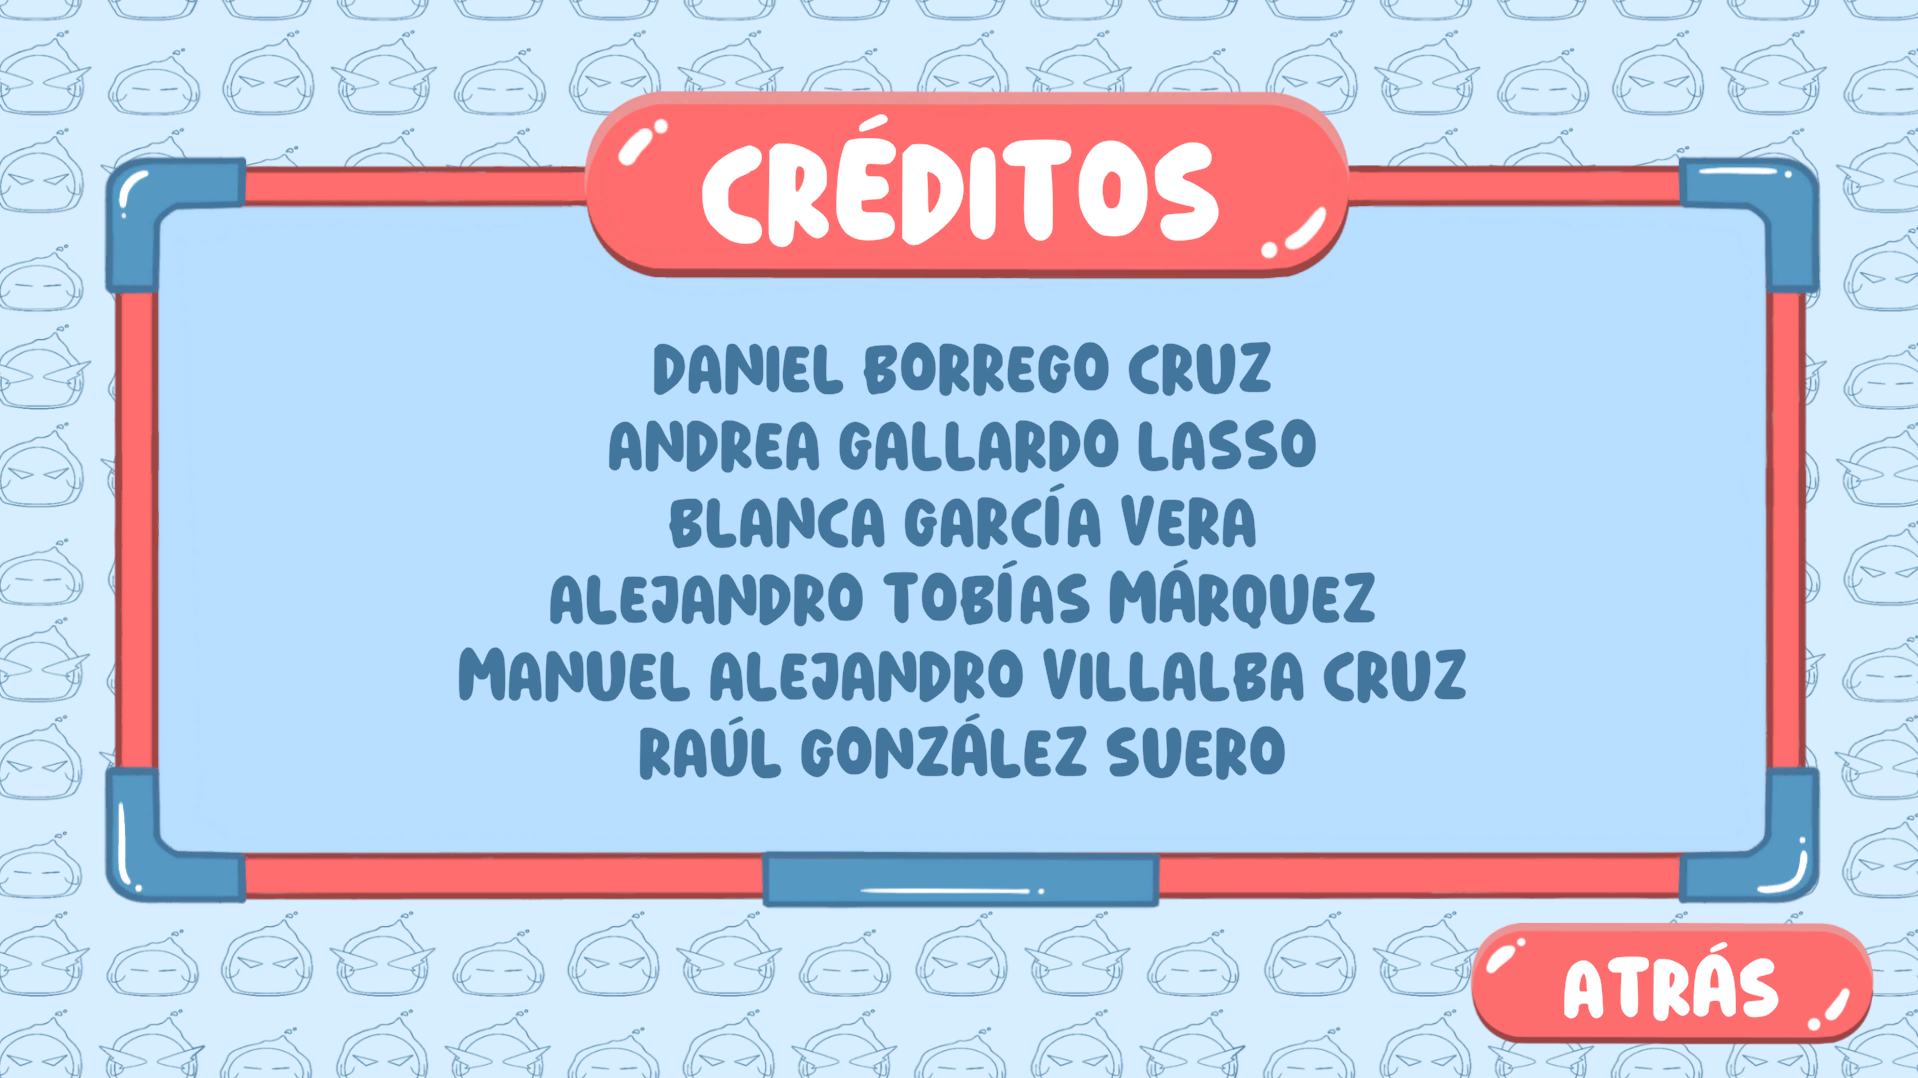 CRÉDITOS
DANIEL BORREGO CRUZ
ANDREA GALLARDO LASSO
BLANCA GARCÍA VERA
ALEJANDRO TOBÍAS MÁRQUEZ
MANUEL ALEJANDRO VILLALBA CRUZ
RAÚL GONZÁLEZ SUERO
ATRÁS